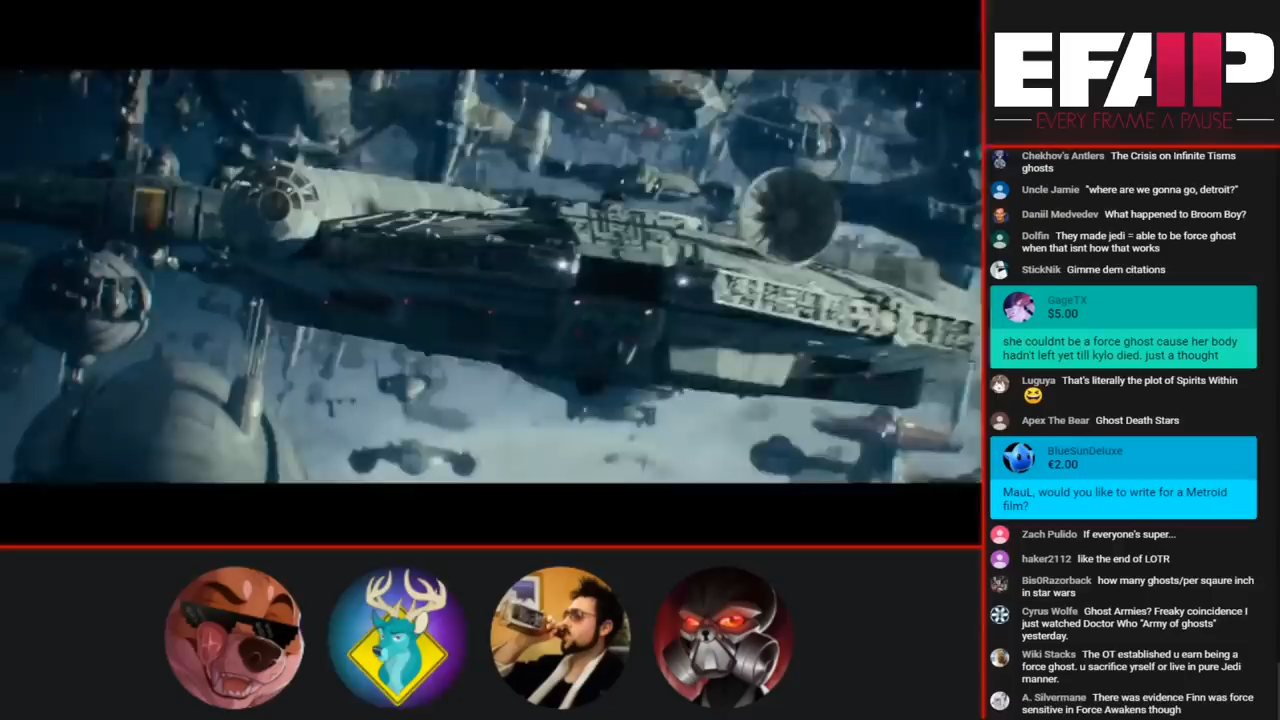 EFAP
EVERY FRAME A PAUSE
Chekhov's Antlers The Crisis on Infinite Tisms
ghosts
Uncle Jamie "where are we gonna go, detroit?"
Daniil Medvedev What happened to Broom Boy?
Dolfin They made jedi = able to be force ghost
when that isnt how that works
StickNik Gimme dem citations
GageTX
$5.00
she couldnt be a force ghost cause her body
hadn't left yet till kylo died. just a thought
Luguya That's literally the plot of Spirits Within
Apex The Bear Ghost Death Stars
BlueSunDeluxe
€2.00
MauL, would you like to write for a Metroid
film?
Zach Pulido If everyone's super...
haker2112 like the end of LOTR
Bis0Razorback how many ghosts/per sqaure inch
in star wars
Cyrus Wolfe Ghost Armies? Freaky coincidence I
just watched Doctor Who "Army of ghosts"
yesterday.
Wiki Stacks The OT established u earn being a
force ghost. u sacrifice yrself or live in pure Jedi
manner.
A. Silvermane There was evidence Finn was force
sensitive in Force Awakens though